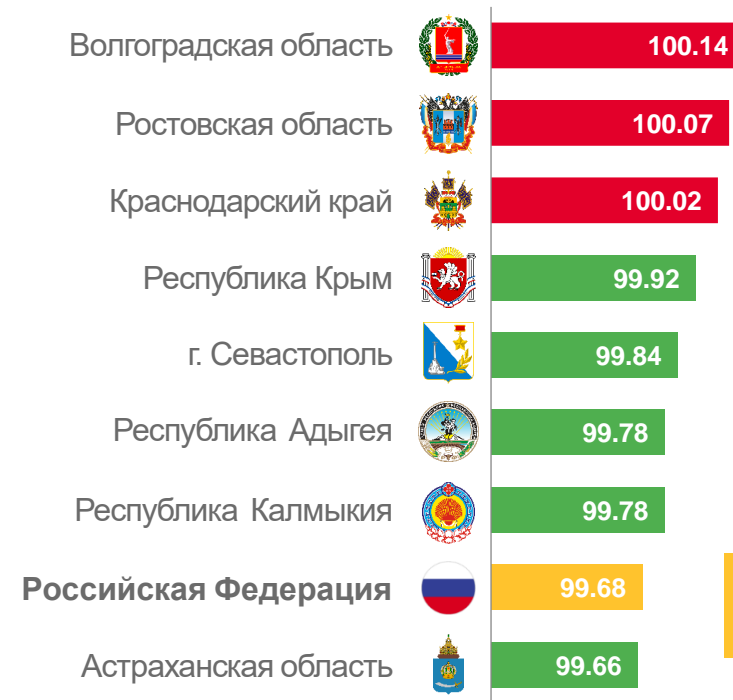 Волгоградская область 100.14
Ростовская область 100.07
Краснодарский край 100.02
Республика Крым 99.92
г. Севастополь 99.84
Республика Адыгея 99.78
Республика Калмыкия 99.78
Российская Федерация 99.68
Астраханская область 99.66